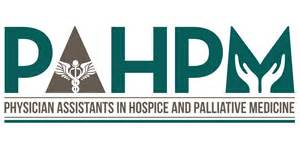 PAHPM
PHYSICIAN ASSISTANTS IN HOSPICE AND PALLIATIVE MEDICINE